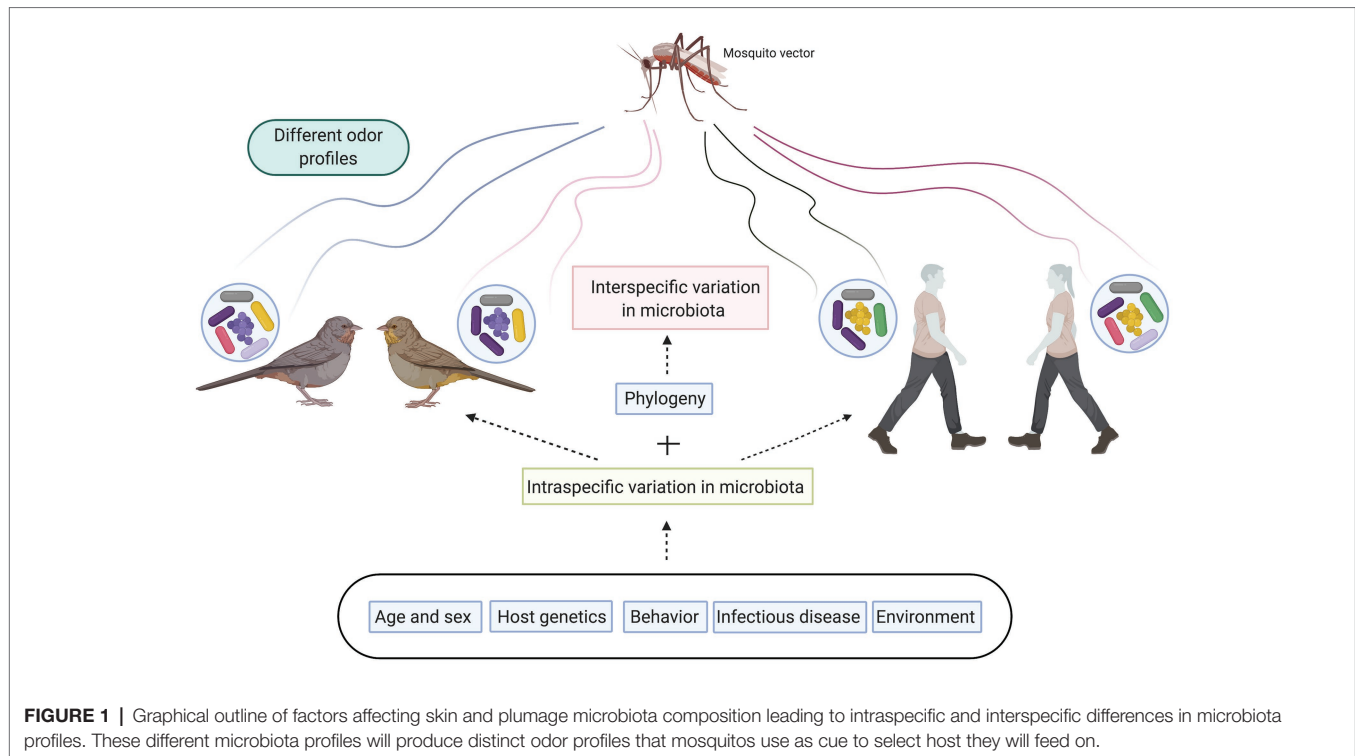 Mosquito vector
Different odor
profiles
Interspecific variation
in microbiota
Phylogeny
+
Intraspecific variation in microbiota
Age and sex
Host genetics
Behavior
Infectious disease
Environment
FIGURE 1 | Graphical outline of factors affecting skin and plumage microbiota composition leading to intraspecific and interspecific differences in microbiota
profiles. These different microbiota profiles will produce distinct odor profiles that mosquitos use as cue to select host they will feed on.